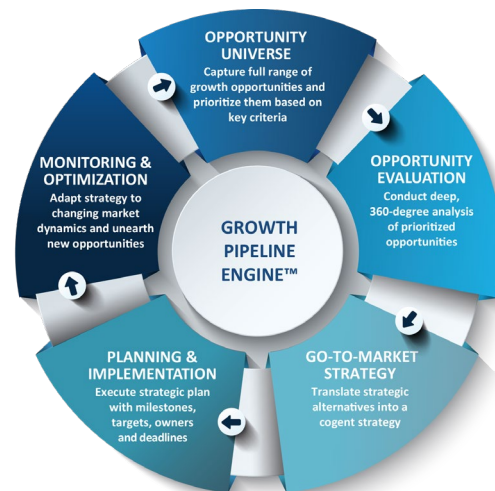 OPPORTUNITY
UNIVERSE
Capture full range of
growth opportunities and
prioritize them based on
key criteria
OPPORTUNITY
EVALUATION
Conduct deep,
360-degree analysis
of prioritized
opportunities
GO-TO-MARKET
STRATEGY
Translate strategic
alternatives into a
cogent strategy
PLANNING &
IMPLEMENTATION
Execute strategic plan
with milestones,
targets, owners
and deadlines
MONITORING &
OPTIMIZATION
Adapt strategy to
changing market
dynamics and unearth
new opportunities
GROWTH
PIPELINE
ENGINE™